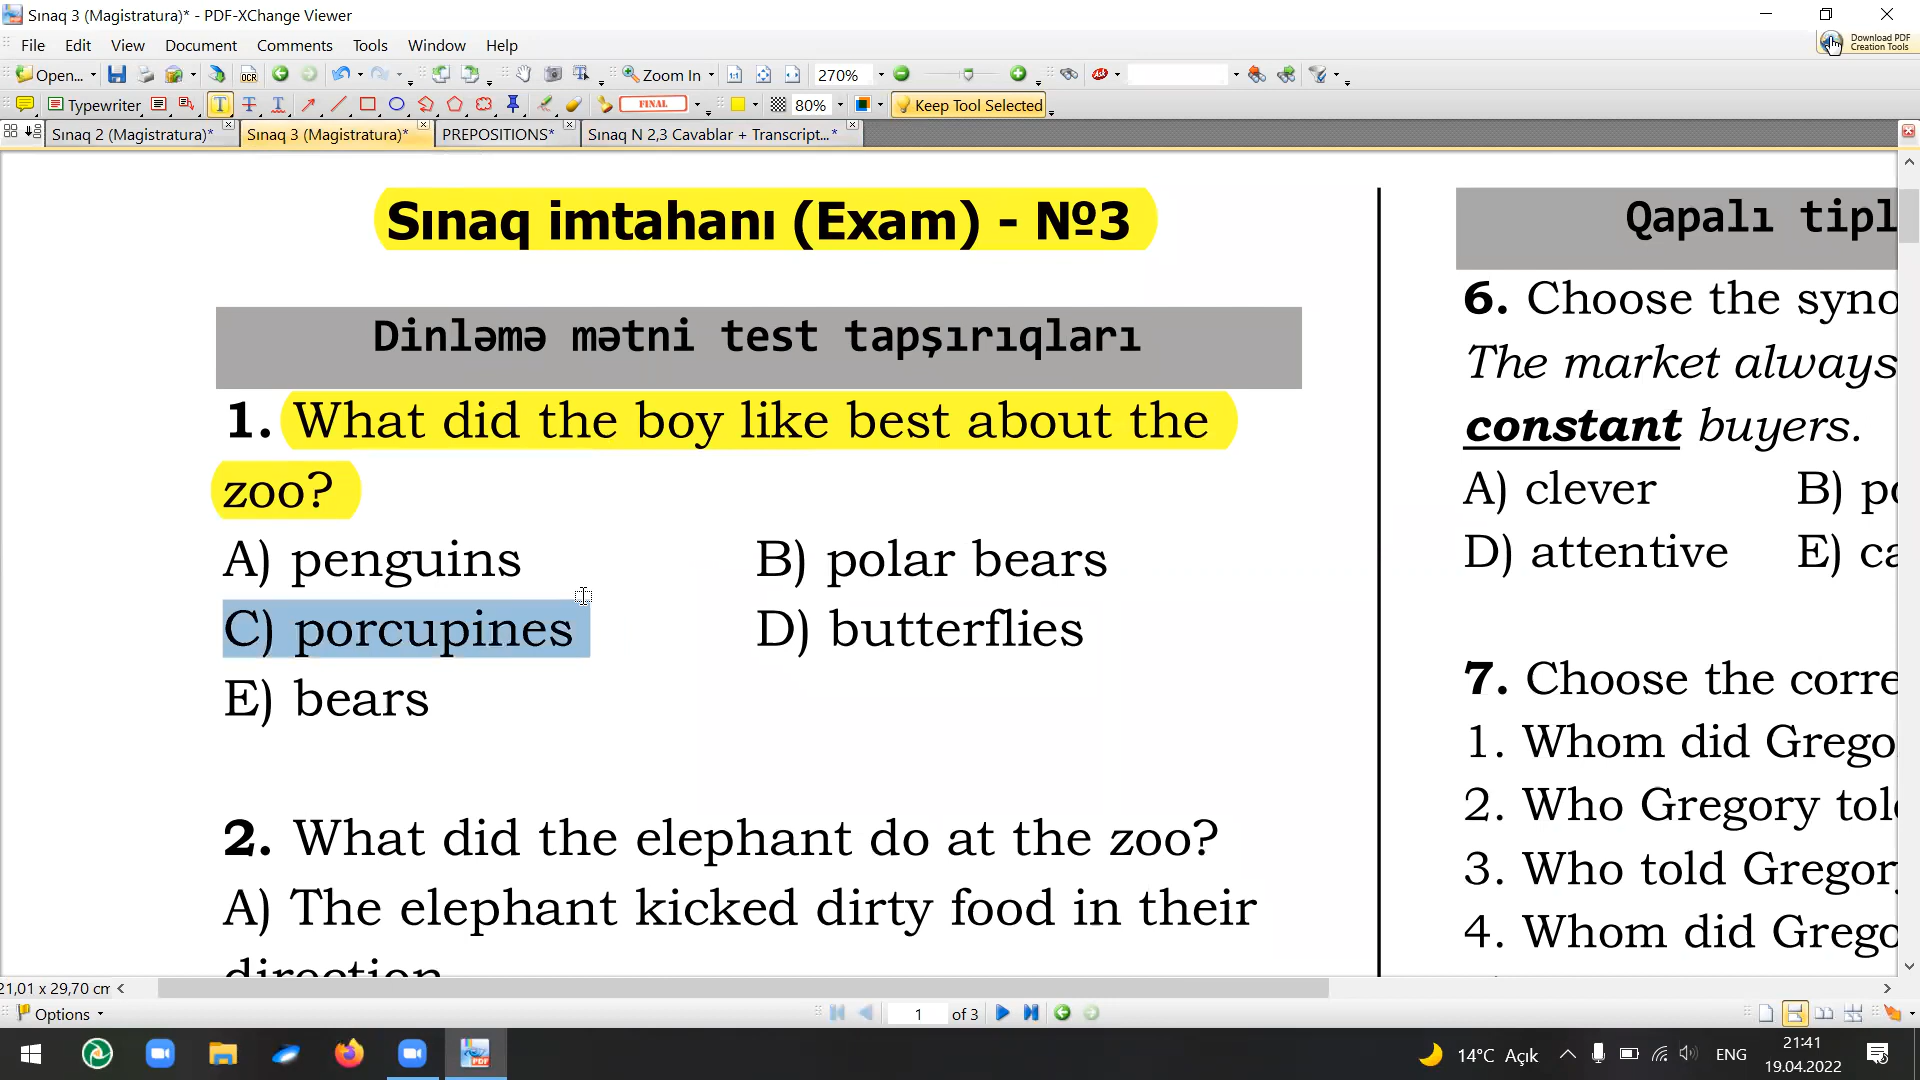 Sınaq 3 (Magistratura)* - PDF-XChange Viewer
File Edit View Document Comments Tools Window Help
Download PDF
Creation Tools
Open... OCR Zoom In 270%
Typewriter FINAL 80% Keep Tool Selected
Sınaq 2 (Magistratura)* Sınaq 3 (Magistratura)* PREPOSITIONS* Sınaq N 2,3 Cavablar + Transcript...*
Sınaq imtahanı (Exam) - №3
Dinləmə mətni test tapşırıqları
1. What did the boy like best about the
zoo?
A) penguins B) polar bears
C) porcupines D) butterflies
E) bears
2. What did the elephant do at the zoo?
A) The elephant kicked dirty food in their
direction
Qapalı tipl
6. Choose the syno
The market always
constant buyers.
A) clever B) po
D) attentive E) ca
7. Choose the corre
1. Whom did Grego
2. Who Gregory tol
3. Who told Gregor
4. Whom did Grego
21,01 x 29,70 cm
Options 1 of 3
14°C Açık ENG 21:41
19.04.2022